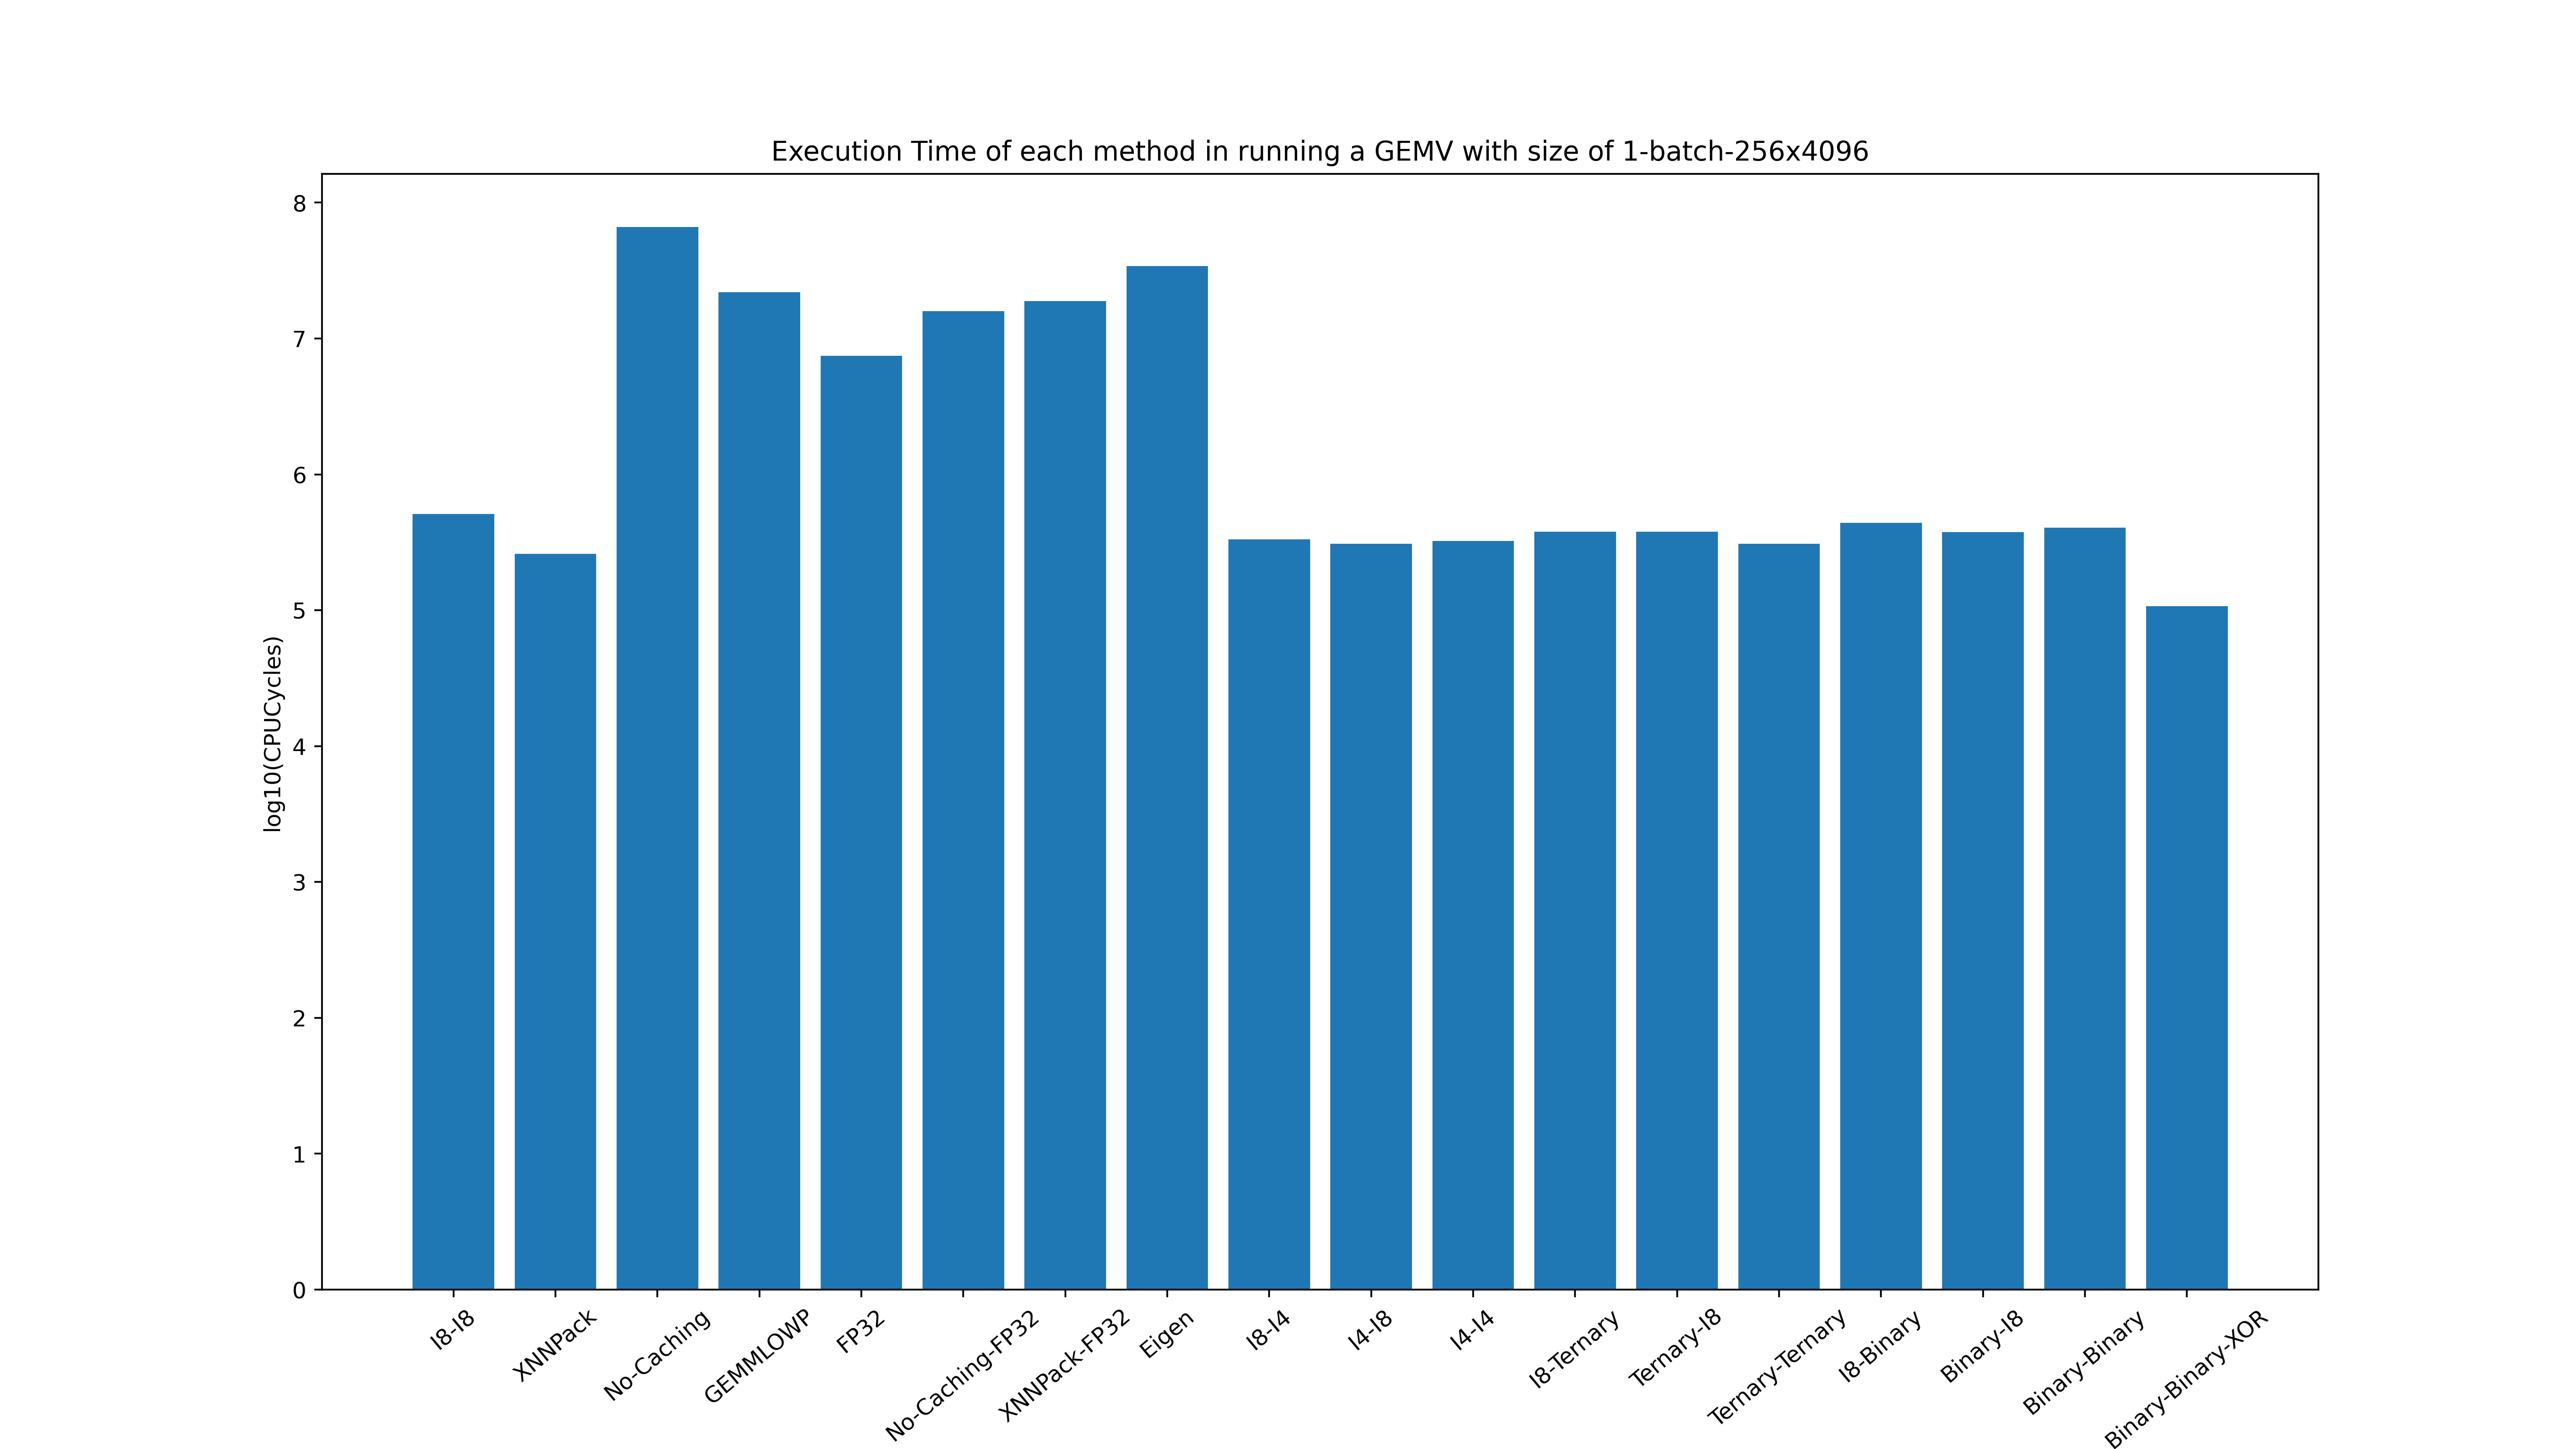 Execution Time of each method in running a GEMV with size of 1-batch-256x4096
log10(CPUCycles)
8
7
6
5
4
3
2
1
0
I8-I8
XNNPack
No-Caching
GEMMLOWP
FP32
No-Caching-FP32
XNNPack-FP32
Eigen
I8-I4
I4-I8
I4-I4
I8-Ternary
Ternary-I8
Ternary-Ternary
I8-Binary
Binary-I8
Binary-Binary
Binary-Binary-XOR